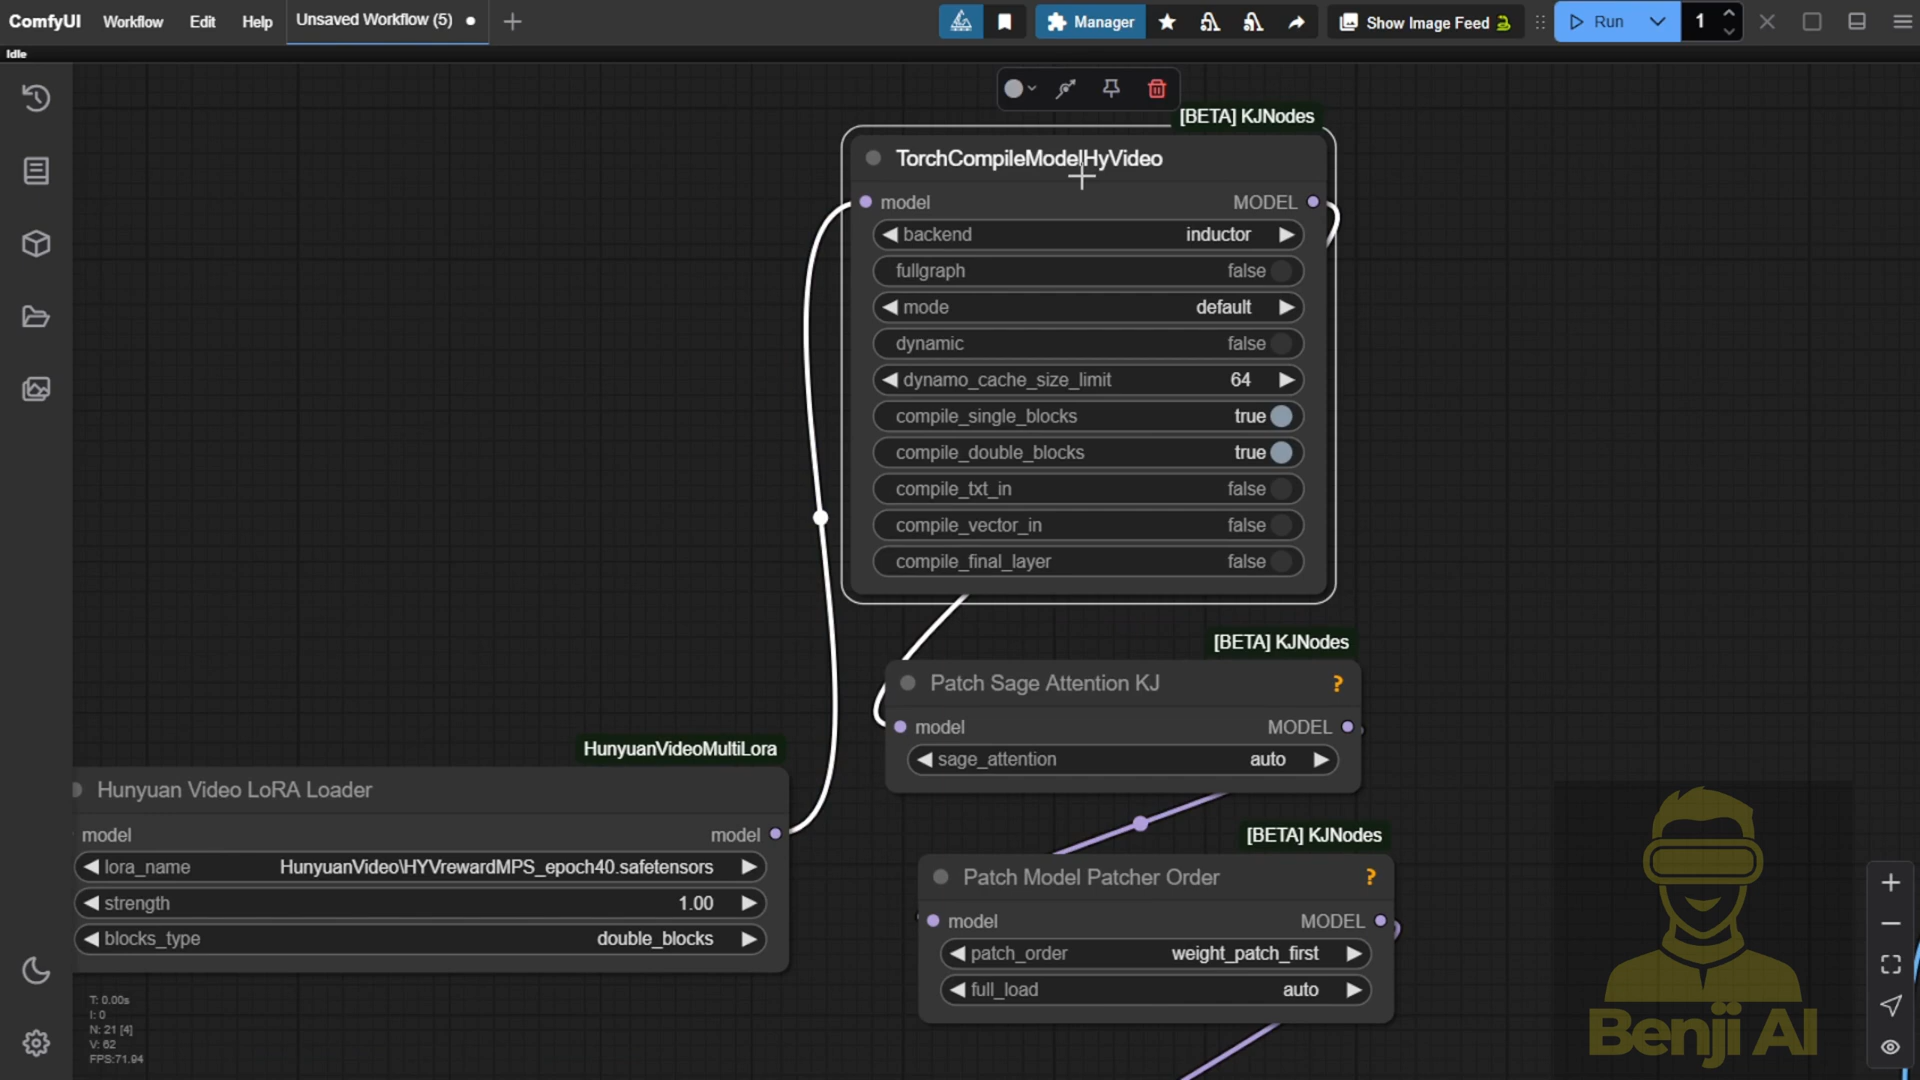 ComfyUI Workflow Edit Help Unsaved Workflow (5) Manager Show Image Feed Run 1
Idle
[BETA] KJNodes
TorchCompileModelHyVideo
model MODEL
backend inductor
fullgraph false
mode default
dynamic false
dynamo_cache_size_limit 64
compile_single_blocks true
compile_double_blocks true
compile_txt_in false
compile_vector_in false
compile_final_layer false
[BETA] KJNodes
Patch Sage Attention KJ ?
model MODEL
sage_attention auto
HunyuanVideoMultiLora
Hunyuan Video LoRA Loader
model model
lora_name HunyuanVideo\HYVrewardMPS_epoch40.safetensors
strength 1.00
blocks_type double_blocks
[BETA] KJNodes
Patch Model Patcher Order ?
model MODEL
patch_order weight_patch_first
full_load auto
T: 0.00s
I: 0
N: 21 [4]
V: 62
FPS:71.94
Benji AI